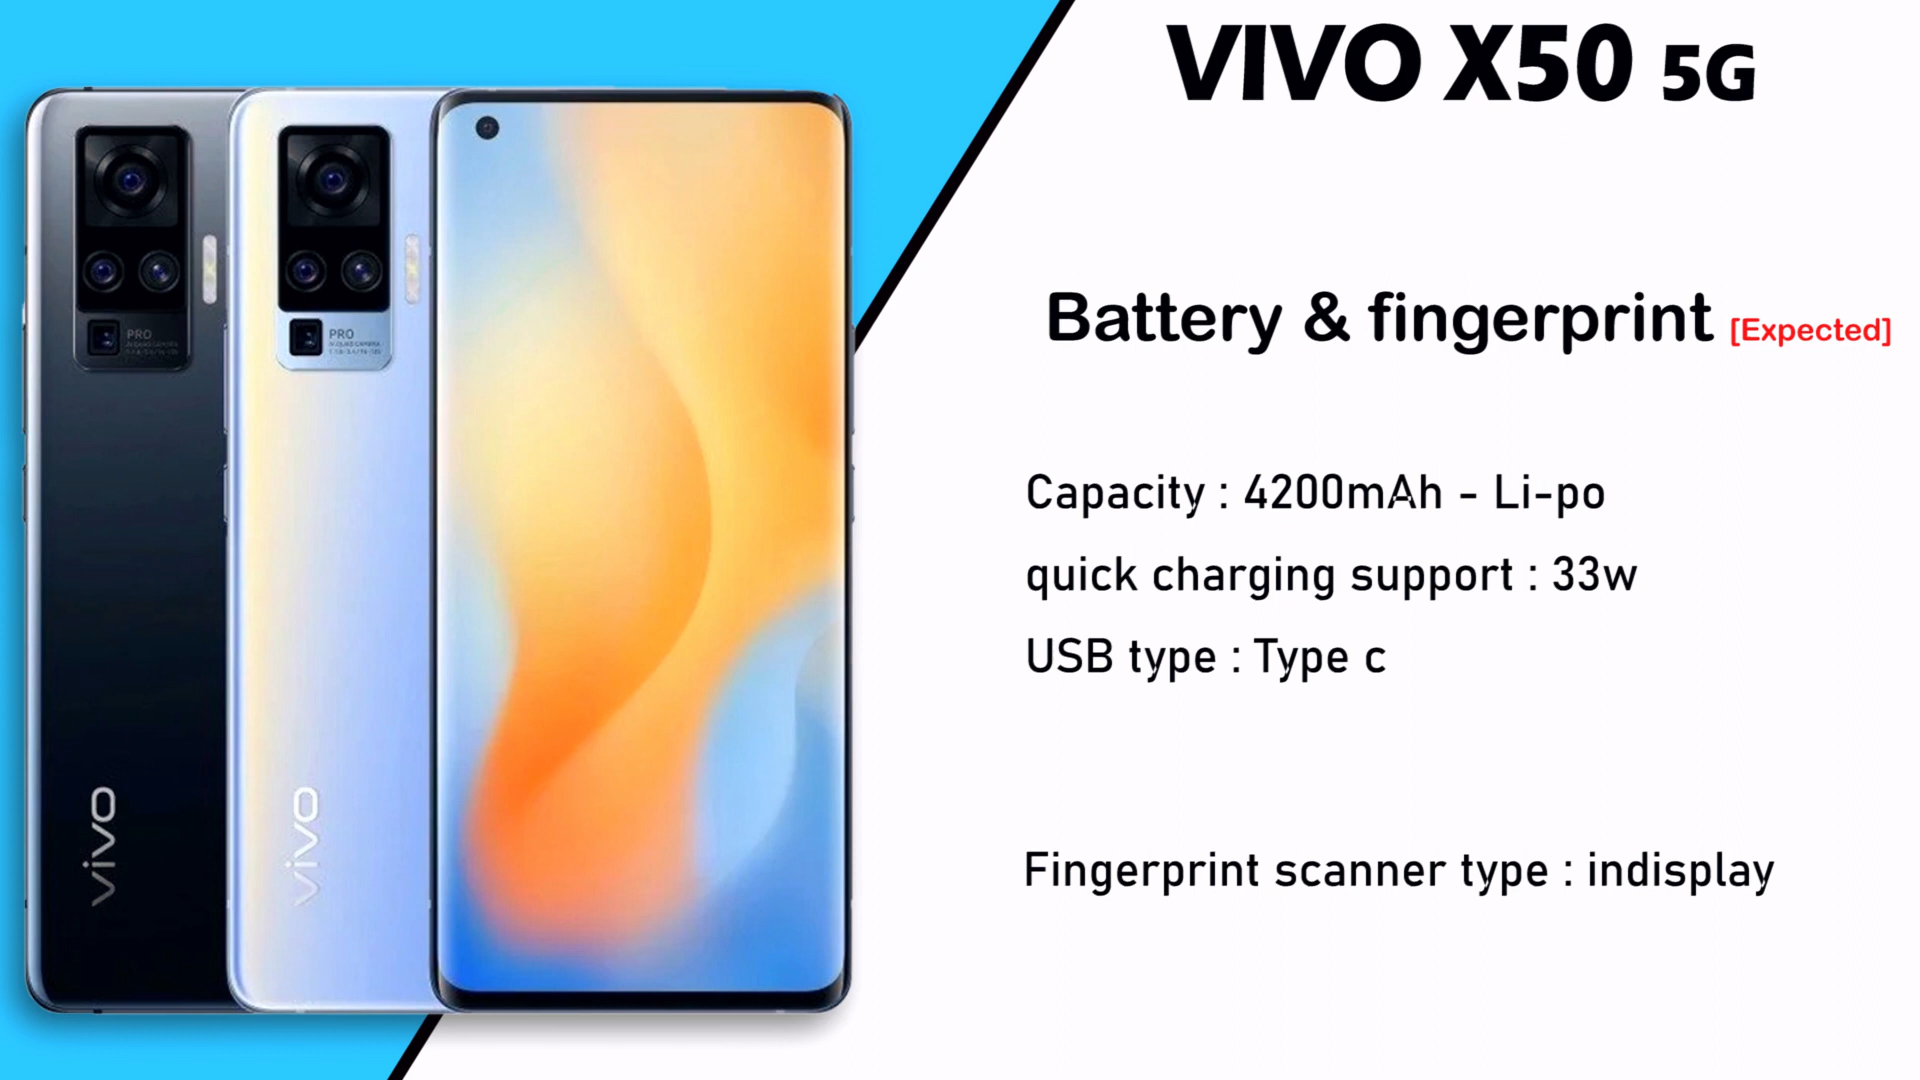 VIVO X50 5G
Battery & fingerprint [Expected]
Capacity : 4200mAh - Li-po
quick charging support : 33w
USB type : Type c
Fingerprint scanner type : indisplay
PRO
PRO
vivo
vivo